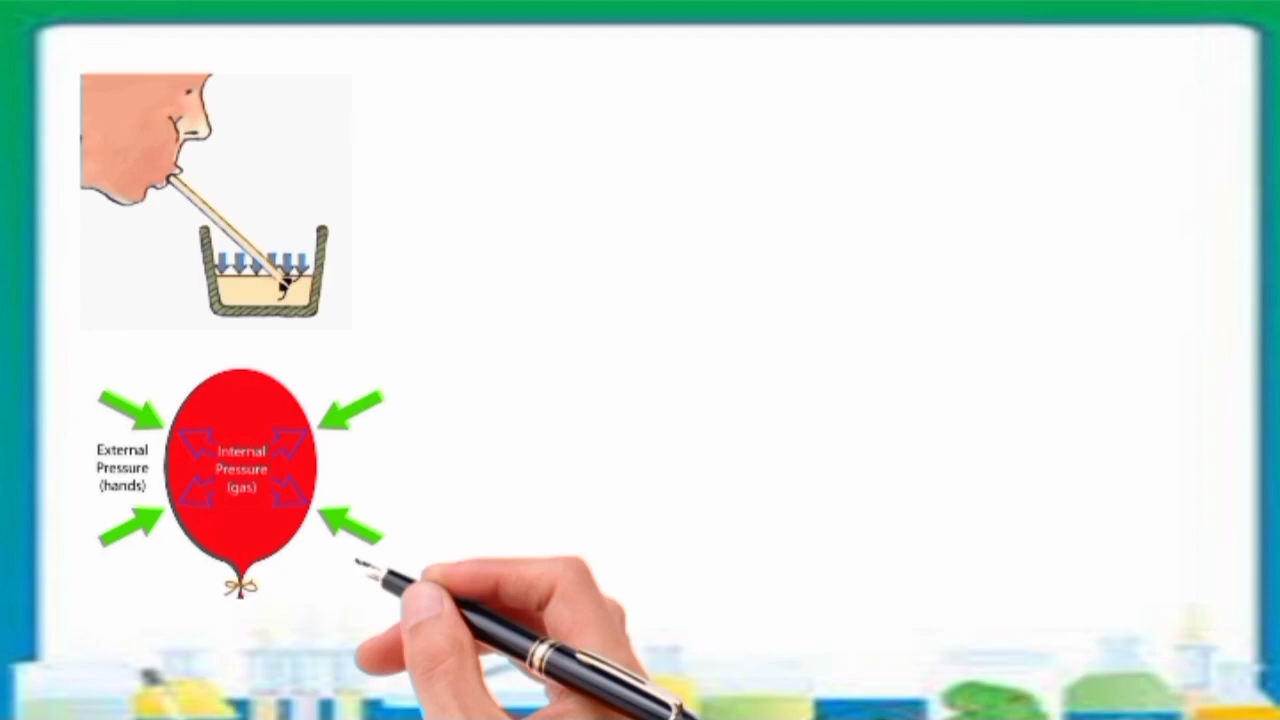 External
Pressure
(hands)
Internal
Pressure
(gas)